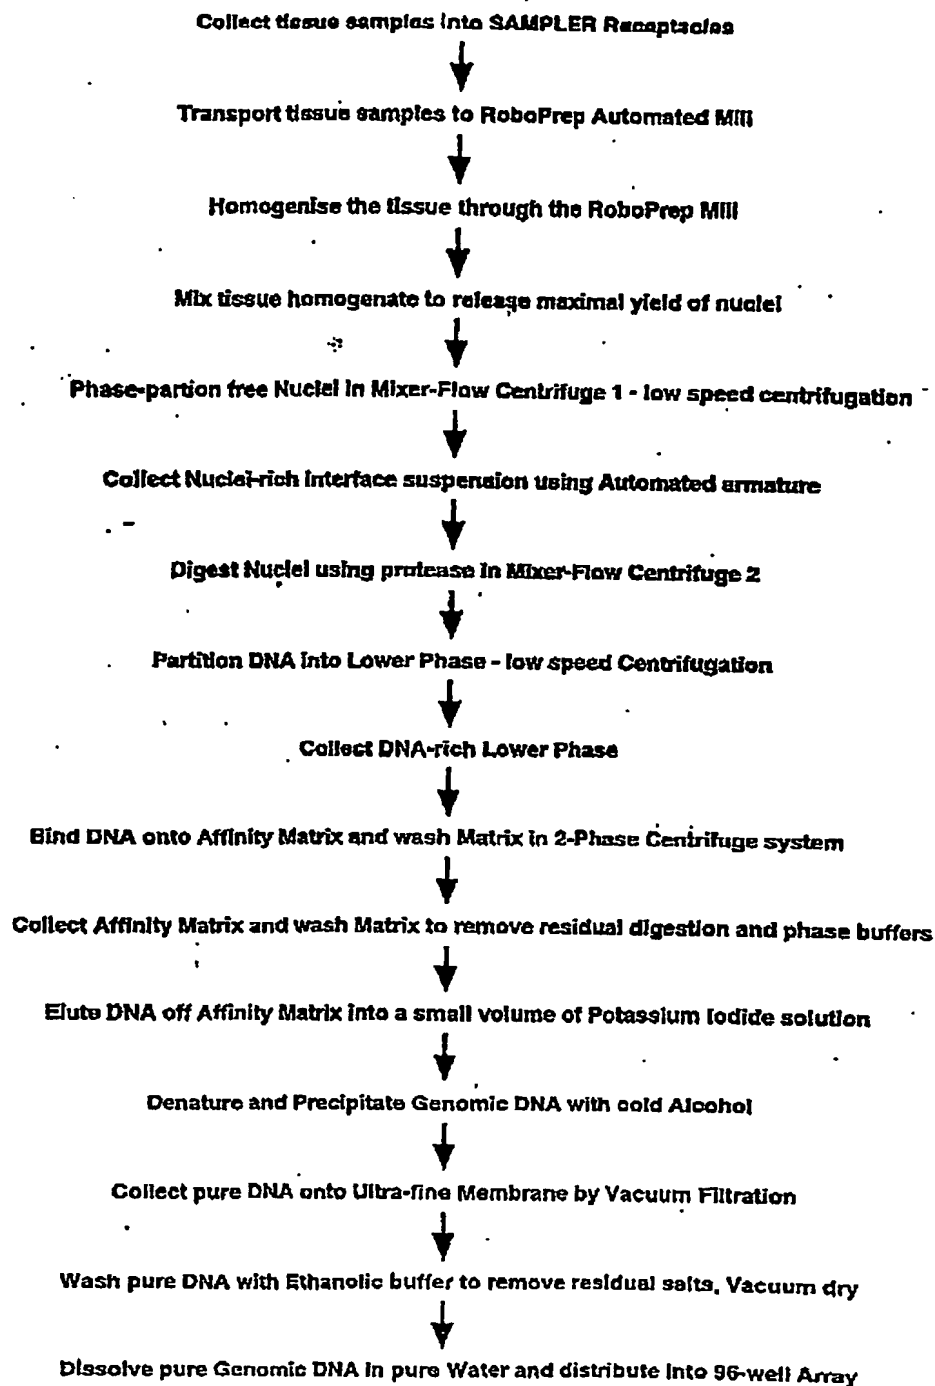 Collect tissue samples into SAMPLER Receptacles
Transport tissue samples to RoboPrep Automated Mill
Homogenise the tissue through the RoboPrep Mill
Mix tissue homogenate to release maximal yield of nuclei
Phase-partion free Nuclei in Mixer-Flow Centrifuge 1 - low speed centrifugation
Collect Nuclei-rich interface suspension using Automated armature
Digest Nuclei using protease in Mixer-Flow Centrifuge 2
Partition DNA into Lower Phase - low speed Centrifugation
Collect DNA-rich Lower Phase
Bind DNA onto Affinity Matrix and wash Matrix in 2-Phase Centrifuge system
Collect Affinity Matrix and wash Matrix to remove residual digestion and phase buffers
Elute DNA off Affinity Matrix into a small volume of Potassium Iodide solution
Denature and Precipitate Genomic DNA with cold Alcohol
Collect pure DNA onto Ultra-fine Membrane by Vacuum Filtration
Wash pure DNA with Ethanolic buffer to remove residual salts, Vacuum dry
Dissolve pure Genomic DNA in pure Water and distribute into 96-well Array